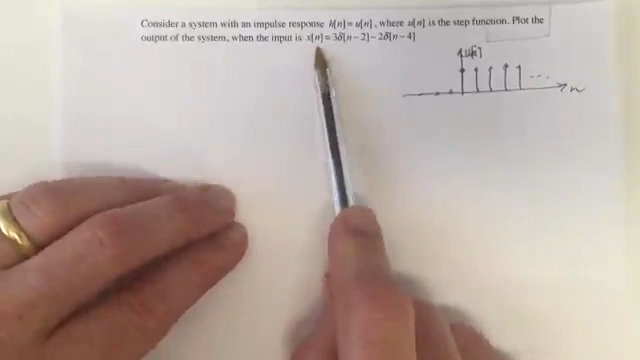 Consider a system with an impulse response h[n]=u[n], where u[n] is the step function. Plot the
output of the system, when the input is x[n]=3δ[n−2]−2δ[n−4]
u[n]
...
n